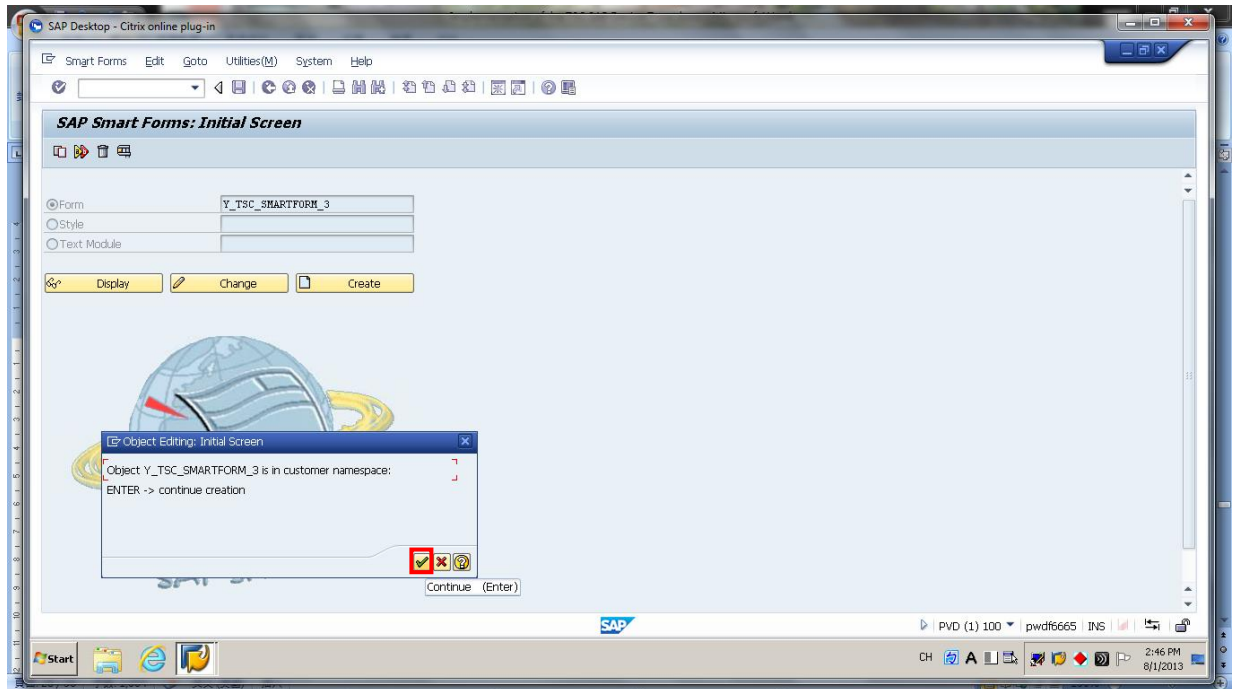 SAP Desktop - Citrix online plug-in
Smart Forms Edit Goto Utilities(M) System Help
SAP Smart Forms: Initial Screen
Form Y_TSC_SMARTFORM_3
Style
Text Module
Display Change Create
Object Editing: Initial Screen
Object Y_TSC_SMARTFORM_3 is in customer namespace:
ENTER -> continue creation
Continue (Enter)
SAP
PVD (1) 100 pwdf6665 INS
Start
CH A
2:46 PM
8/1/2013